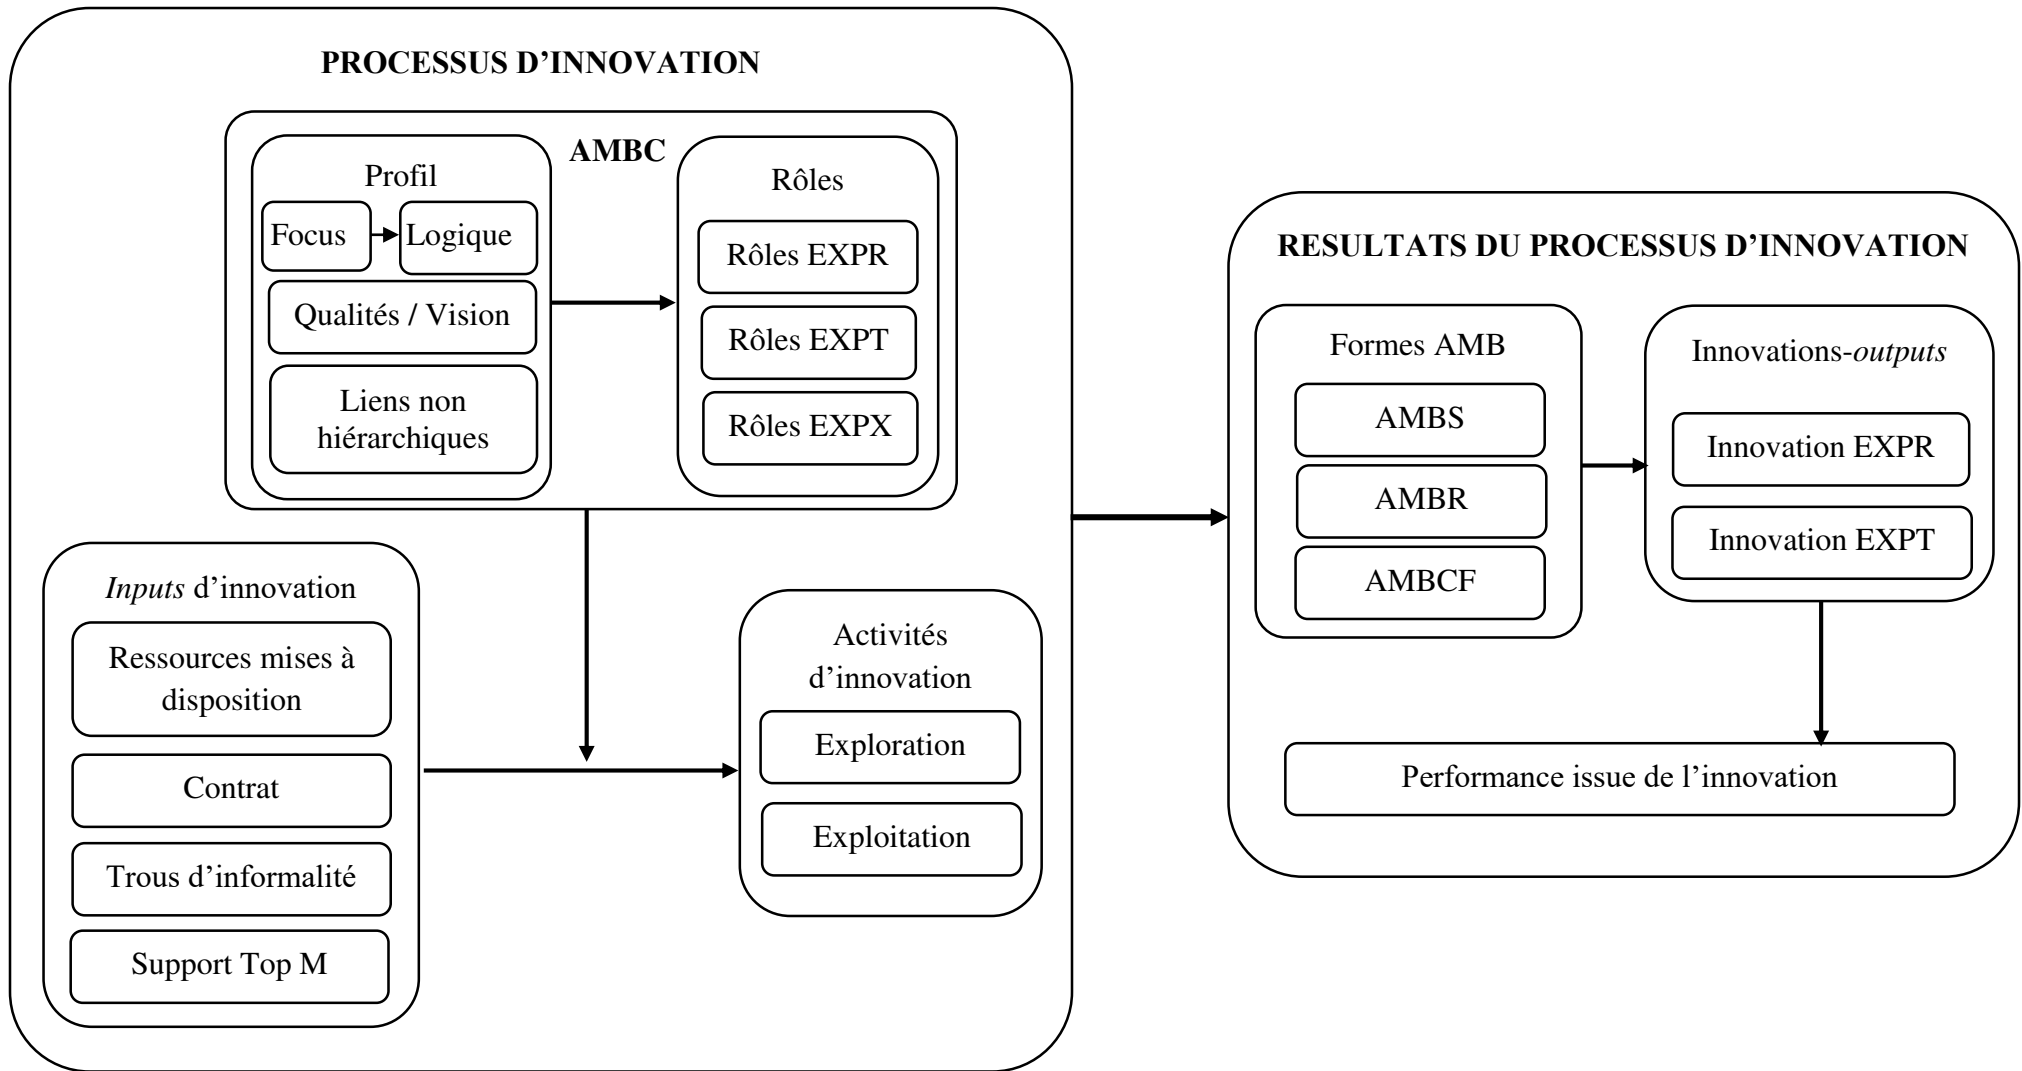 PROCESSUS D’INNOVATION
AMBC
Profil
Focus
Logique
Qualités / Vision
Liens non
hiérarchiques
Rôles
Rôles EXPR
Rôles EXPT
Rôles EXPX
Inputs d’innovation
Ressources mises à
disposition
Contrat
Trous d’informalité
Support Top M
Activités
d’innovation
Exploration
Exploitation
RESULTATS DU PROCESSUS D’INNOVATION
Formes AMB
AMBS
AMBR
AMBCF
Innovations-outputs
Innovation EXPR
Innovation EXPT
Performance issue de l’innovation